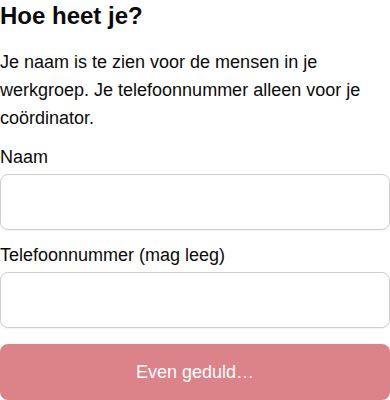 Hoe heet je?
Je naam is te zien voor de mensen in je
werkgroep. Je telefoonnummer alleen voor je
coördinator.
Naam
Telefoonnummer (mag leeg)
Even geduld…